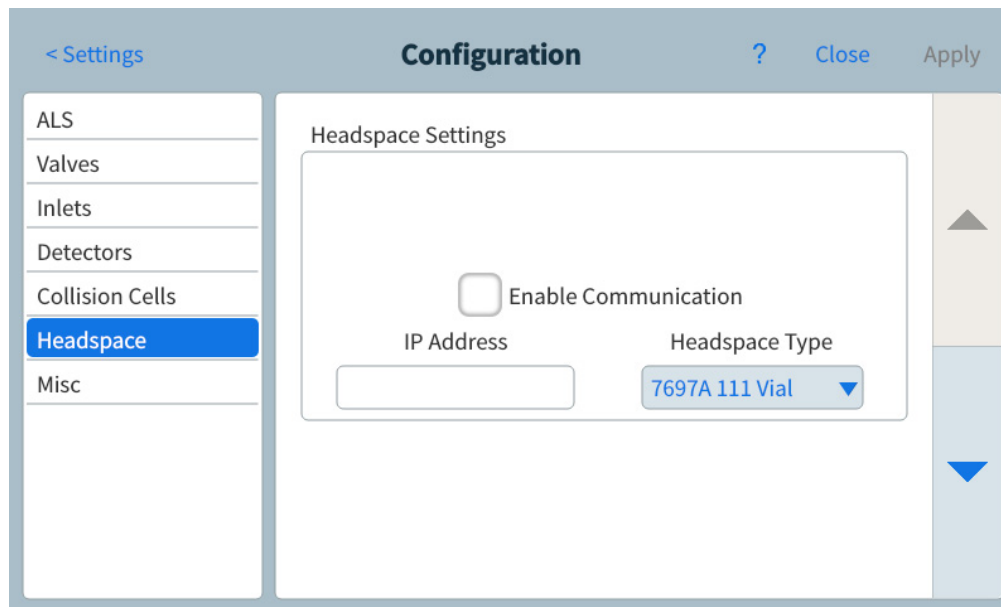 < Settings
Configuration
?
Close
Apply
ALS
Valves
Inlets
Detectors
Collision Cells
Headspace
Misc
Headspace Settings
Enable Communication
IP Address
Headspace Type
7697A 111 Vial